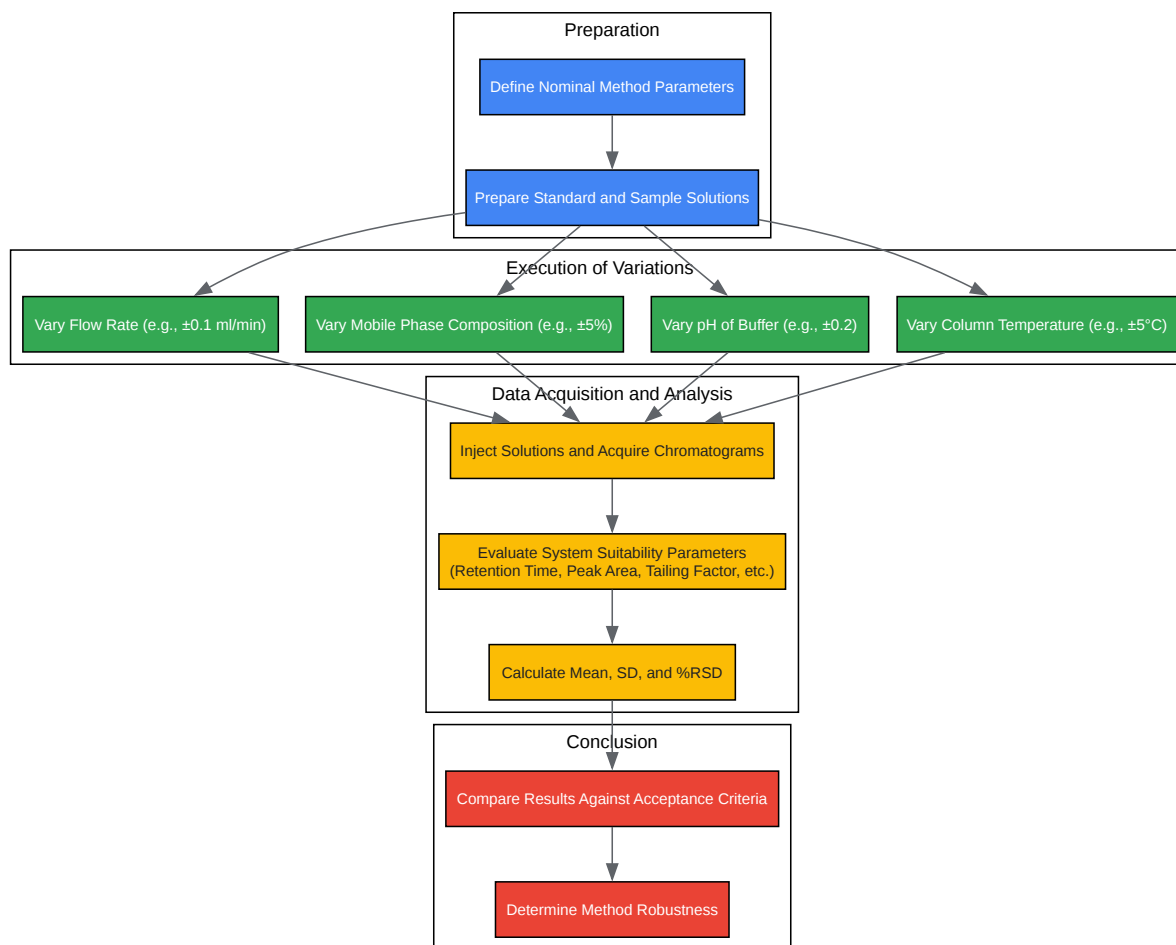 Preparation
Define Nominal Method Parameters
Prepare Standard and Sample Solutions
Execution of Variations
Vary Flow Rate (e.g., ±0.1 ml/min)
Vary Mobile Phase Composition (e.g., ±5%)
Vary pH of Buffer (e.g., ±0.2)
Vary Column Temperature (e.g., ±5°C)
Data Acquisition and Analysis
Inject Solutions and Acquire Chromatograms
Evaluate System Suitability Parameters
(Retention Time, Peak Area, Tailing Factor, etc.)
Calculate Mean, SD, and %RSD
Conclusion
Compare Results Against Acceptance Criteria
Determine Method Robustness